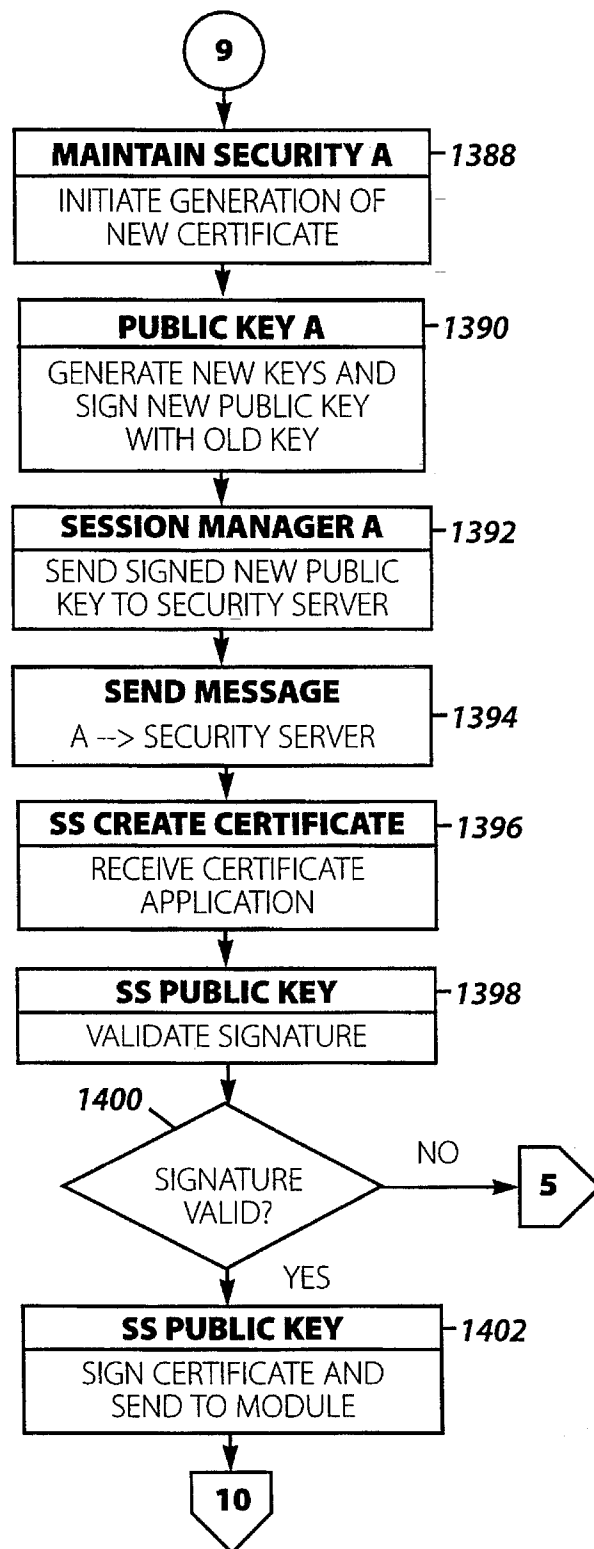 9
MAINTAIN SECURITY A
1388
INITIATE GENERATION OF
NEW CERTIFICATE
PUBLIC KEY A
1390
GENERATE NEW KEYS AND
SIGN NEW PUBLIC KEY
WITH OLD KEY
SESSION MANAGER A
1392
SEND SIGNED NEW PUBLIC
KEY TO SECURITY SERVER
SEND MESSAGE
1394
A --> SECURITY SERVER
SS CREATE CERTIFICATE
1396
RECEIVE CERTIFICATE
APPLICATION
SS PUBLIC KEY
1398
VALIDATE SIGNATURE
1400
SIGNATURE
VALID?
NO
5
YES
SS PUBLIC KEY
1402
SIGN CERTIFICATE AND
SEND TO MODULE
10